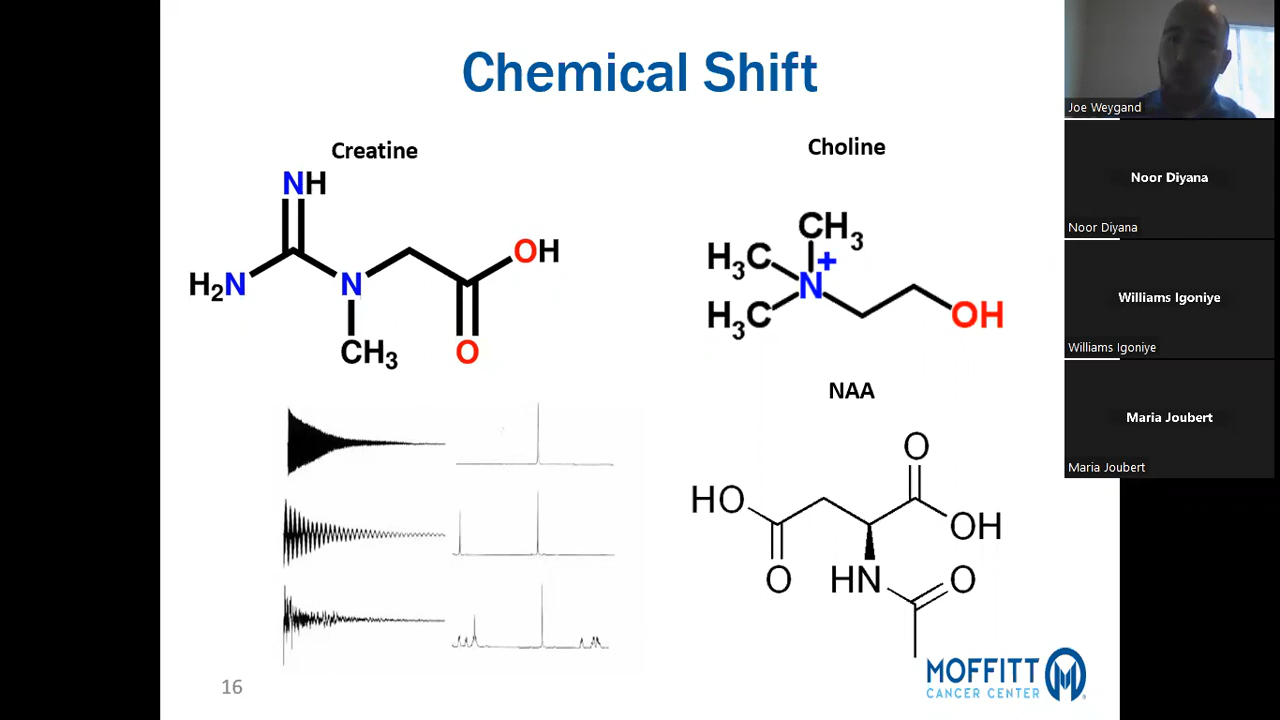 Chemical Shift
Creatine
NH
H2N
N
OH
CH3
O
Choline
CH3
H3C
+
N
H3C
OH
NAA
O
HO
OH
O
HN
O
16
MOFFITT
CANCER CENTER
Joe Weygand
Noor Diyana
Noor Diyana
Williams Igoniye
Williams Igoniye
Maria Joubert
Maria Joubert